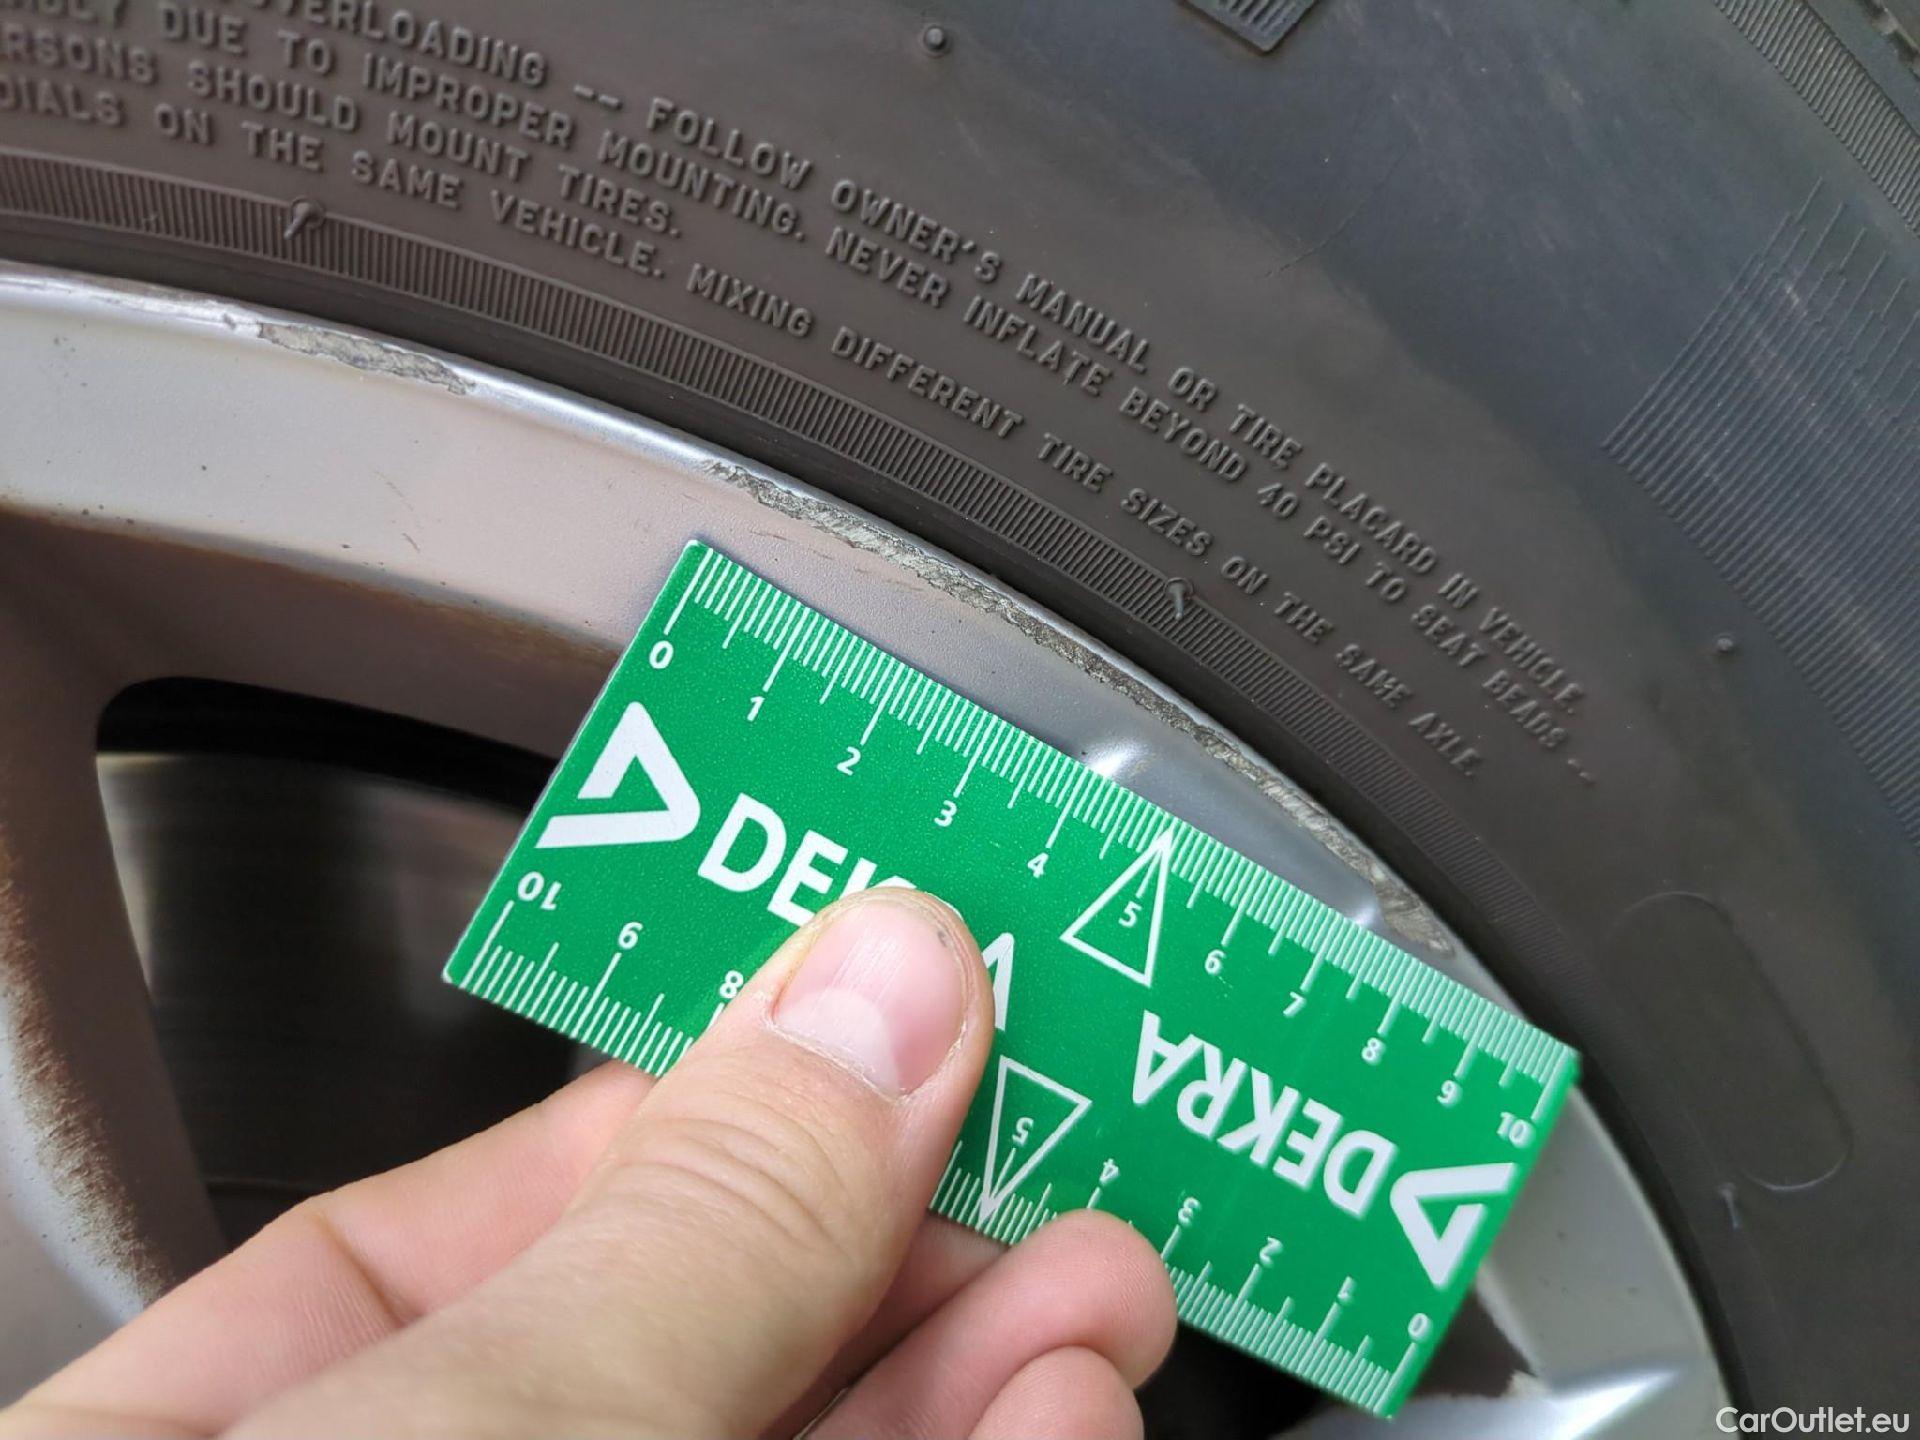 OVERLOADING -- FOLLOW OWNER'S MANUAL OR TIRE PLACARD IN VEHICLE.
DUE TO IMPROPER MOUNTING. NEVER INFLATE BEYOND 40 PSI TO SEAT BEADS --
SHOULD MOUNT TIRES.
ON THE SAME VEHICLE. MIXING DIFFERENT TIRE SIZES ON THE SAME AXLE.
0 1 2 3 4 5 6 7 8 9 10
DEKRA
DEKRA
10 9 8 5 4 3 2 1 0
CarOutlet.eu